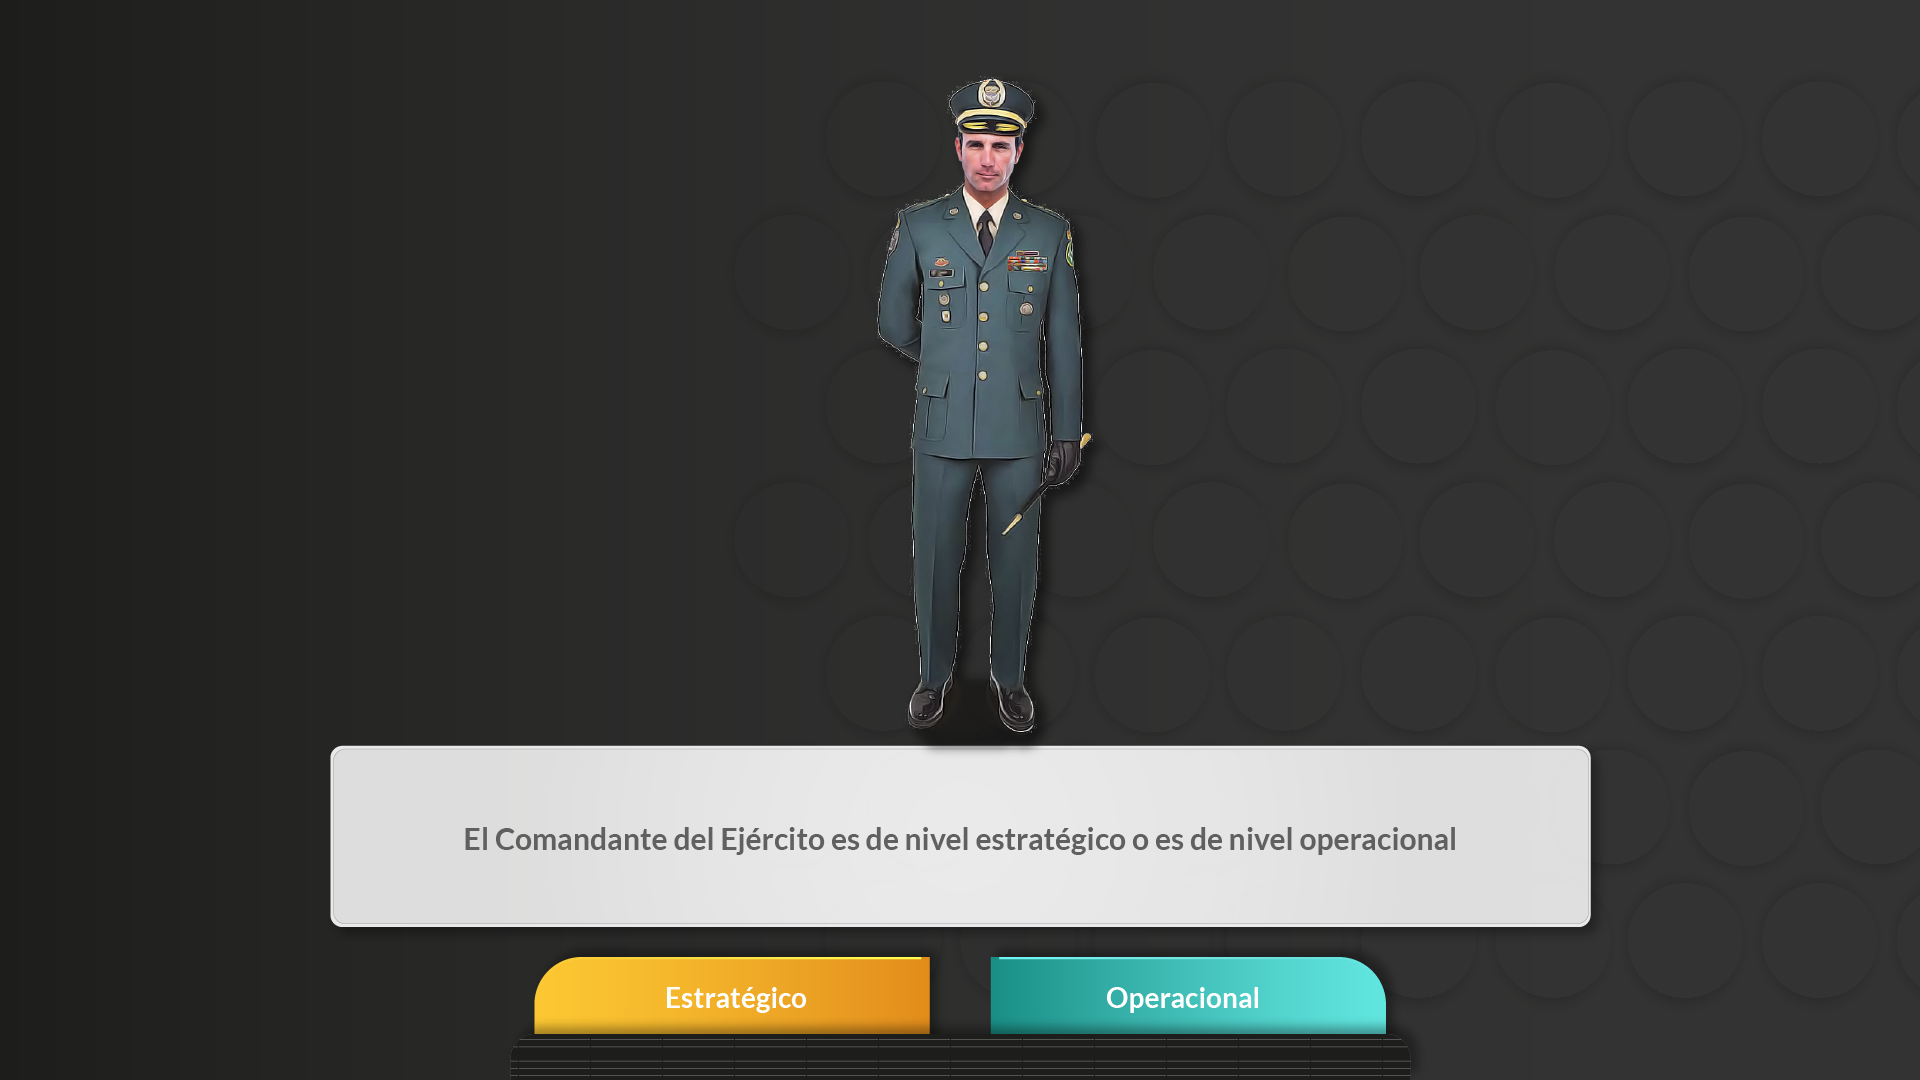 El Comandante del Ejército es de nivel estratégico o es de nivel operacional
Estratégico
Operacional